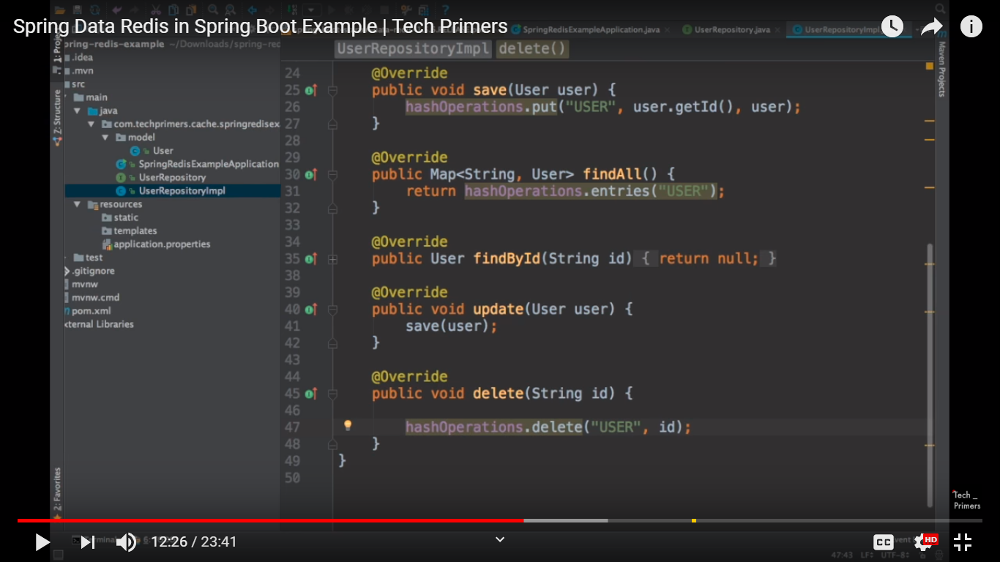 Spring Data Redis in Spring Boot Example | Tech Primers
SpringRedisExampleApplication.java
UserRepository.java
UserRepositoryImpl
pring-redis-example ~/Downloads/spring-red
UserRepositoryImpl delete()
Maven Projects
1: Proje
Z: Structure
2: Favorites
.idea
.mvn
src
main
java
com.techprimers.cache.springredisex
model
User
SpringRedisExampleApplication
UserRepository
UserRepositoryImpl
resources
static
templates
application.properties
test
.gitignore
mvnw
mvnw.cmd
pom.xml
xternal Libraries
24 @Override
25 public void save(User user) {
26 hashOperations.put("USER", user.getId(), user);
27 }
28
29 @Override
30 public Map<String, User> findAll() {
31 return hashOperations.entries("USER");
32 }
33
34 @Override
35 public User findById(String id) { return null; }
38
39 @Override
40 public void update(User user) {
41 save(user);
42 }
43
44 @Override
45 public void delete(String id) {
46
47 hashOperations.delete("USER", id);
48 }
49 }
50
Tech _
Primers
12:26 / 23:41
CC
HD
47:43 LF÷ UTF-8÷